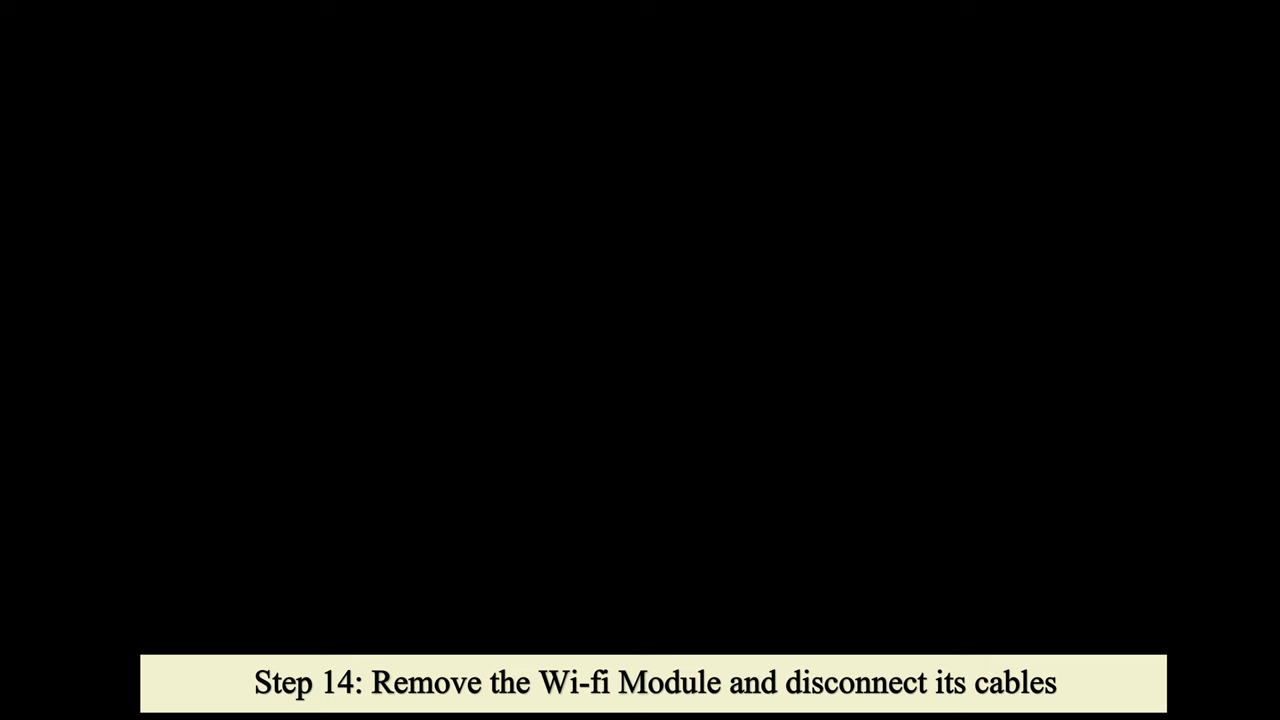 Step 14: Remove the Wi-fi Module and disconnect its cables